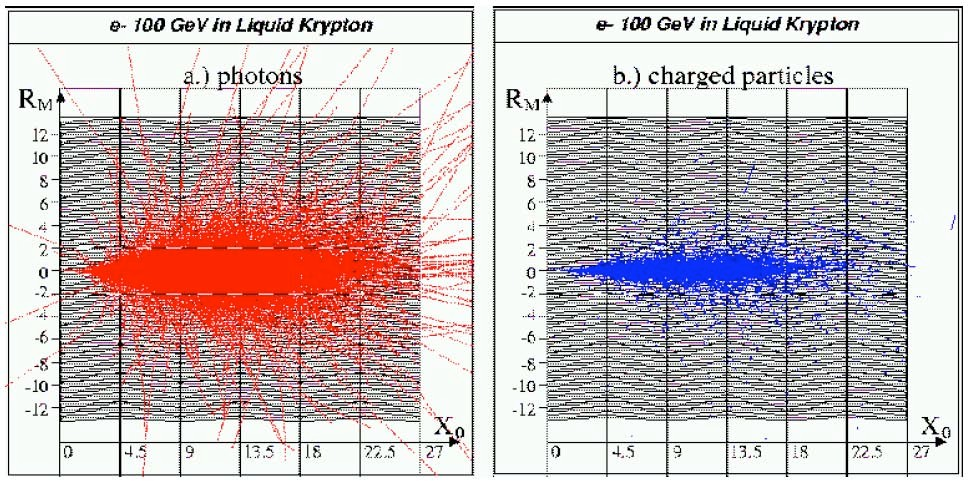 e- 100 GeV in Liquid Krypton
a.) photons
R_M
12
10
8
6
4
2
0
-2
-4
-6
-8
-10
-12
X_0
0 4.5 9 13.5 18 22.5 27
e- 100 GeV in Liquid Krypton
b.) charged particles
R_M
12
10
8
6
4
2
0
-2
-4
-6
-8
-10
-12
X_0
0 4.5 9 13.5 18 22.5 27